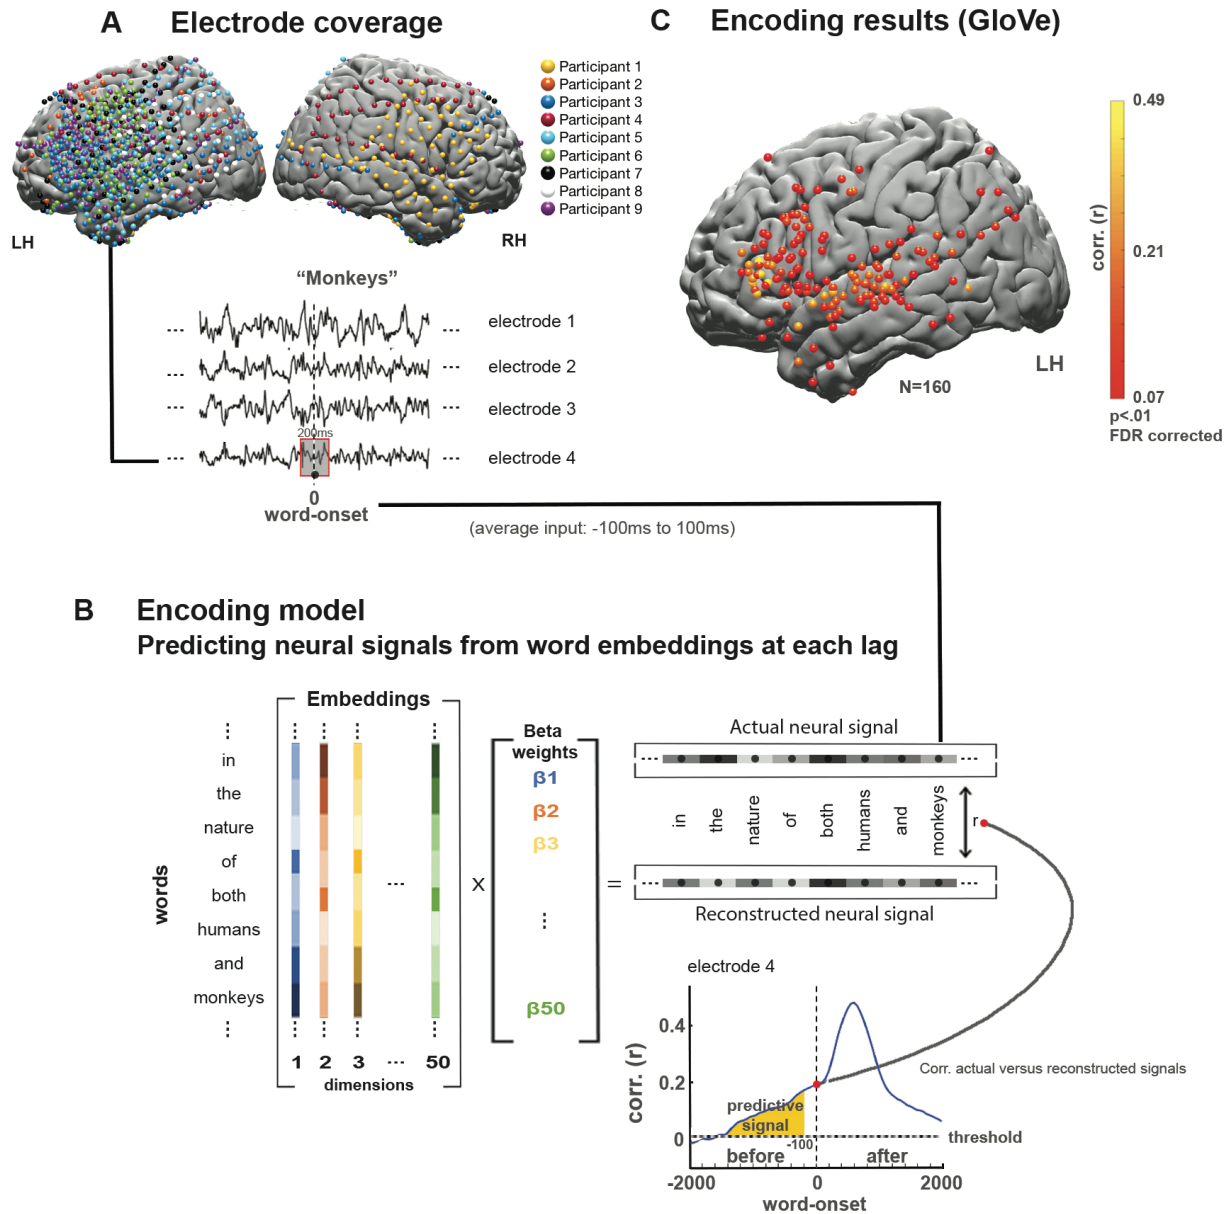 A Electrode coverage
Participant 1
Participant 2
Participant 3
Participant 4
Participant 5
Participant 6
Participant 7
Participant 8
Participant 9
LH
RH
“Monkeys”
... ... electrode 1
... ... electrode 2
... ... electrode 3
200ms
... ... electrode 4
0
word-onset
(average input: -100ms to 100ms)
C Encoding results (GloVe)
0.49
corr. (r)
0.21
0.07
LH
N=160
p<.01
FDR corrected
B Encoding model
Predicting neural signals from word embeddings at each lag
Embeddings
words
in
the
nature
of
both
humans
and
monkeys
...
1 2 3 ... 50
dimensions
X
Beta
weights
β1
β2
β3
β50
=
Actual neural signal
... ...
in
the
nature
of
both
humans
and
monkeys
r
... ...
Reconstructed neural signal
electrode 4
corr. (r)
0.4
0.2
0
predictive
signal
-100
before
after
threshold
Corr. actual versus reconstructed signals
-2000 0 2000
word-onset